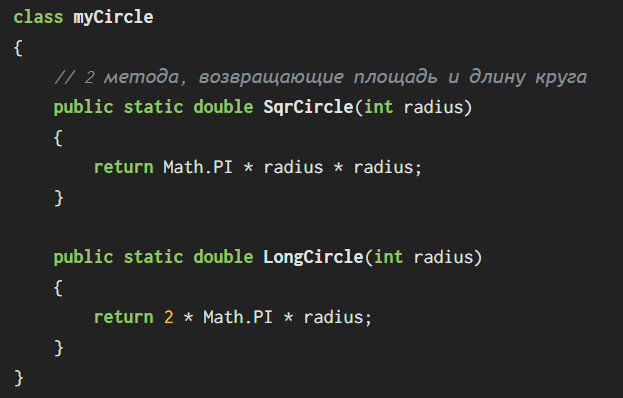 class myCircle
{
    // 2 метода, возвращающие площадь и длину круга
    public static double SqrCircle(int radius)
    {
        return Math.PI * radius * radius;
    }

    public static double LongCircle(int radius)
    {
        return 2 * Math.PI * radius;
    }
}